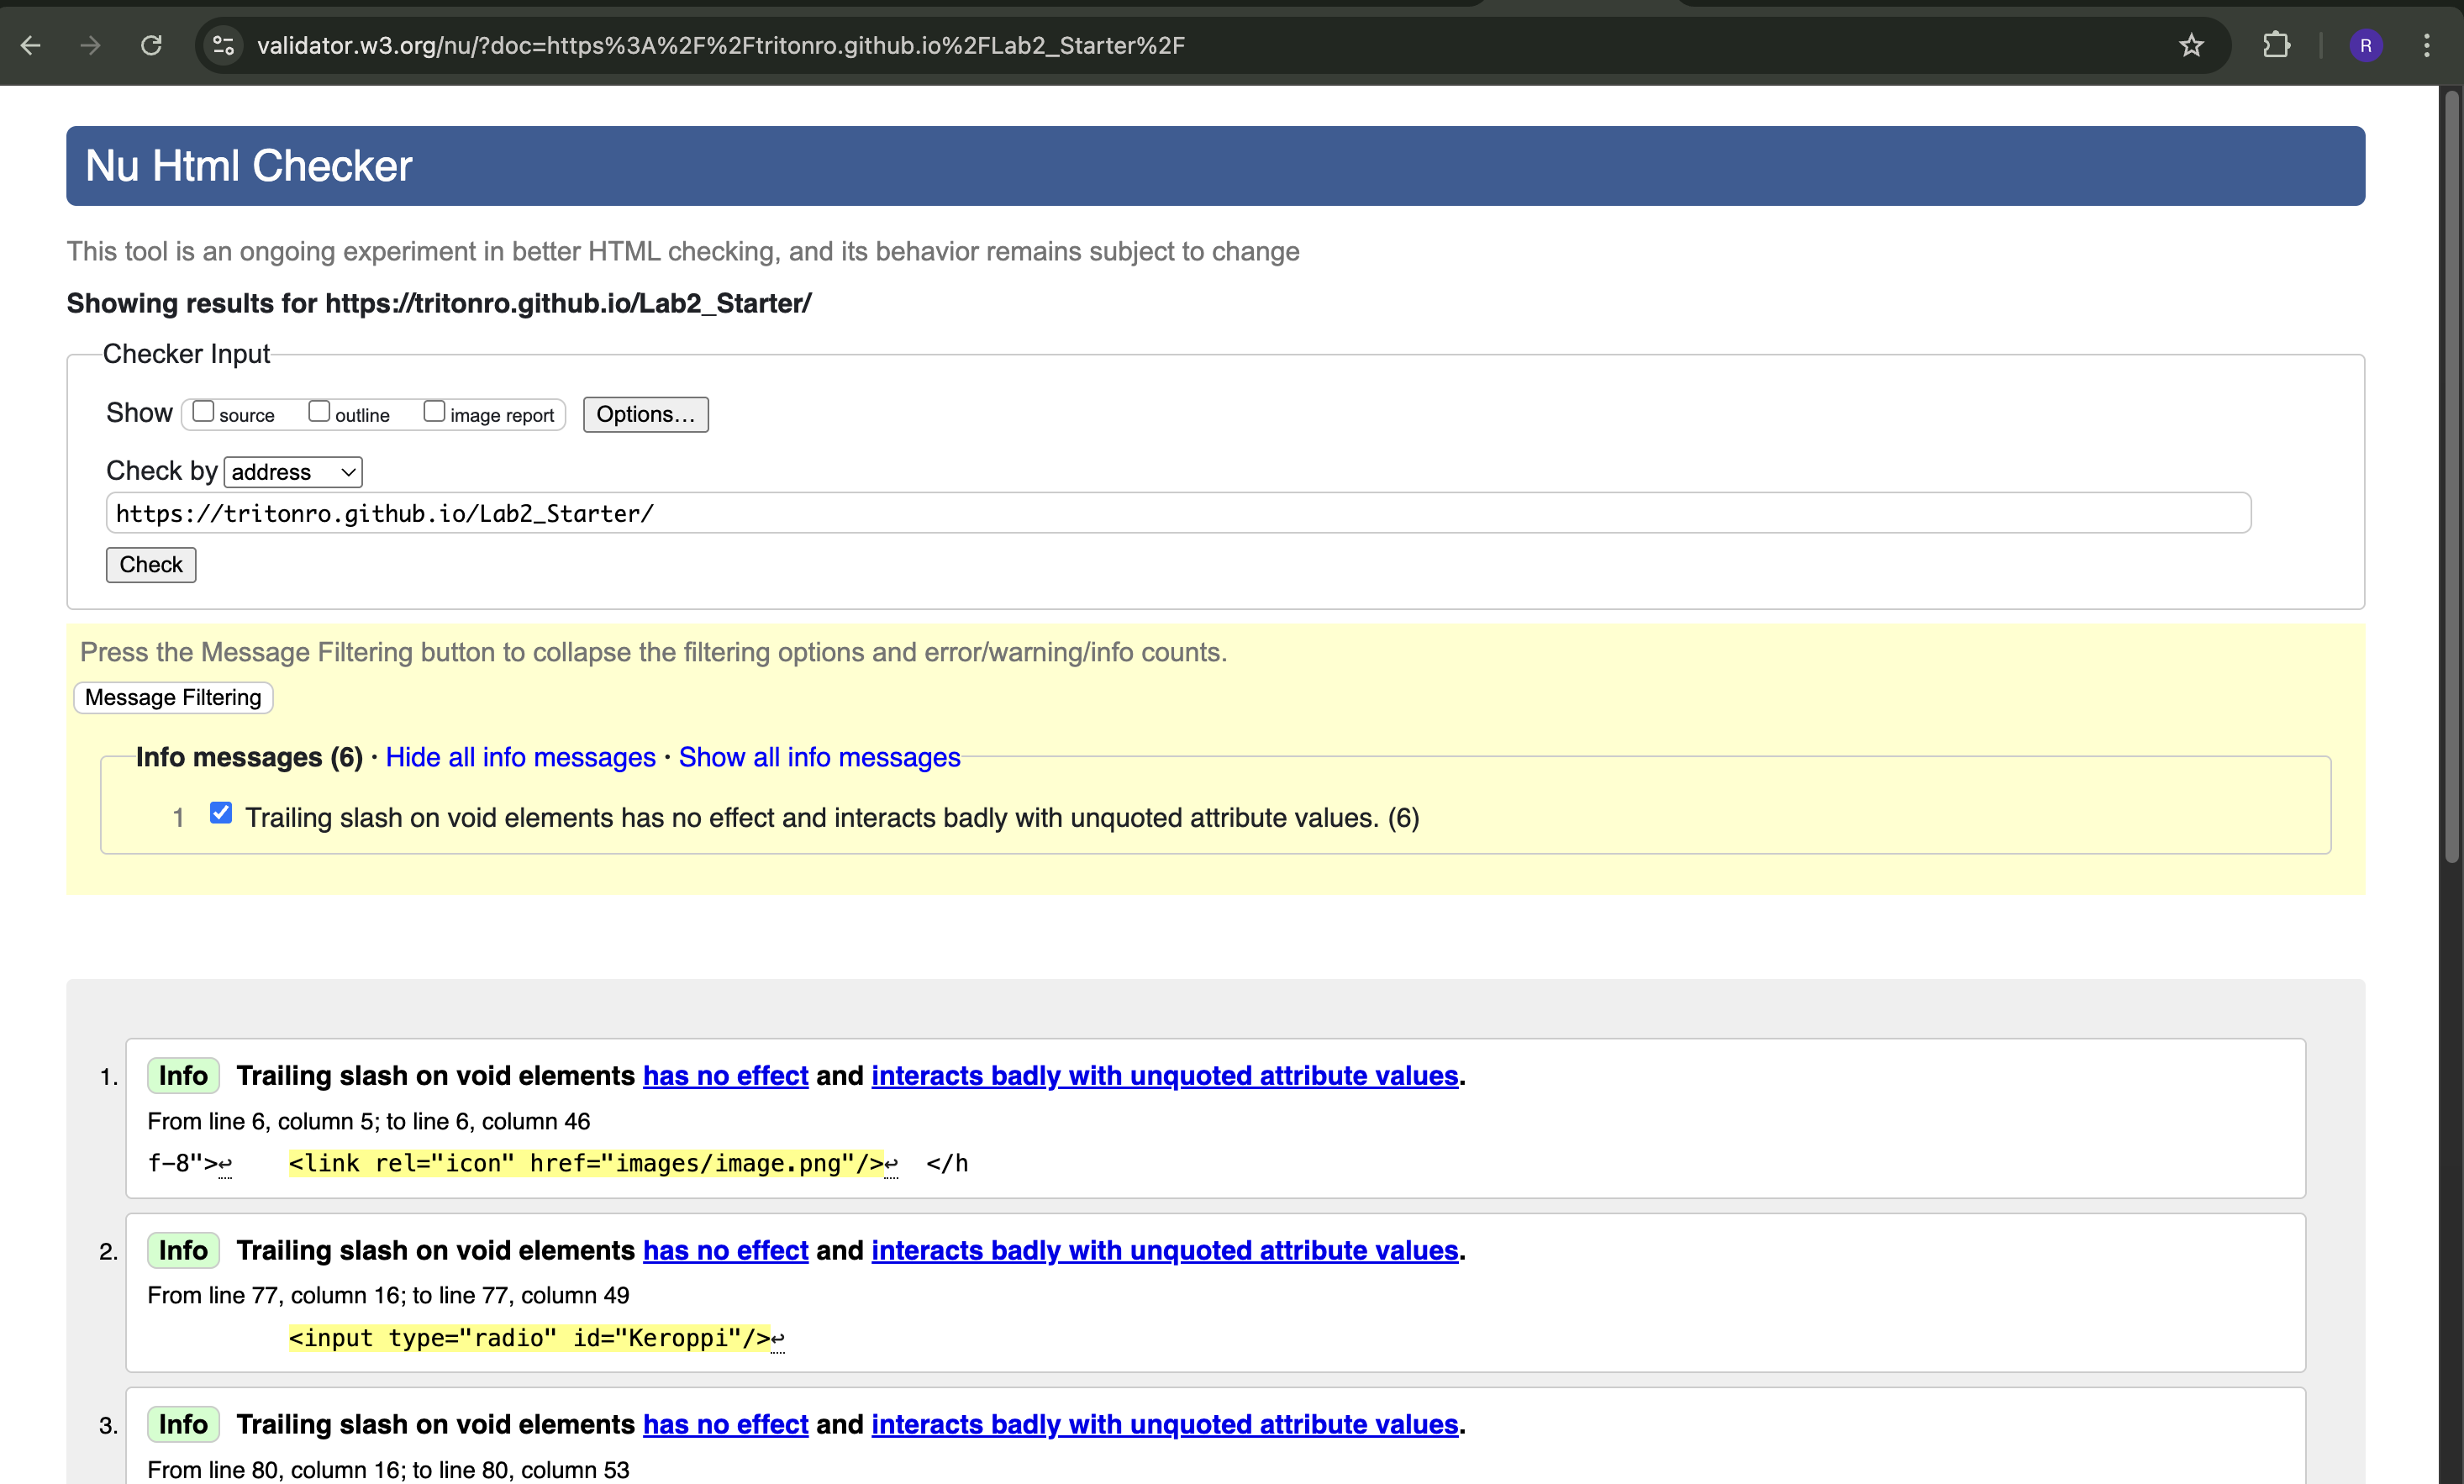 validator.w3.org/nu/?doc=https%3A%2F%2Ftritonro.github.io%2FLab2_Starter%2F
R
Nu Html Checker
This tool is an ongoing experiment in better HTML checking, and its behavior remains subject to change
Showing results for https://tritonro.github.io/Lab2_Starter/
Checker Input
Show source outline image report Options...
Check by address
https://tritonro.github.io/Lab2_Starter/
Check
Press the Message Filtering button to collapse the filtering options and error/warning/info counts.
Message Filtering
Info messages (6) · Hide all info messages · Show all info messages
1 Trailing slash on void elements has no effect and interacts badly with unquoted attribute values. (6)
1. Info Trailing slash on void elements has no effect and interacts badly with unquoted attribute values.
From line 6, column 5; to line 6, column 46
f-8">↩ <link rel="icon" href="images/image.png"/>↩ </h
2. Info Trailing slash on void elements has no effect and interacts badly with unquoted attribute values.
From line 77, column 16; to line 77, column 49
<input type="radio" id="Keroppi"/>↩
3. Info Trailing slash on void elements has no effect and interacts badly with unquoted attribute values.
From line 80, column 16; to line 80, column 53